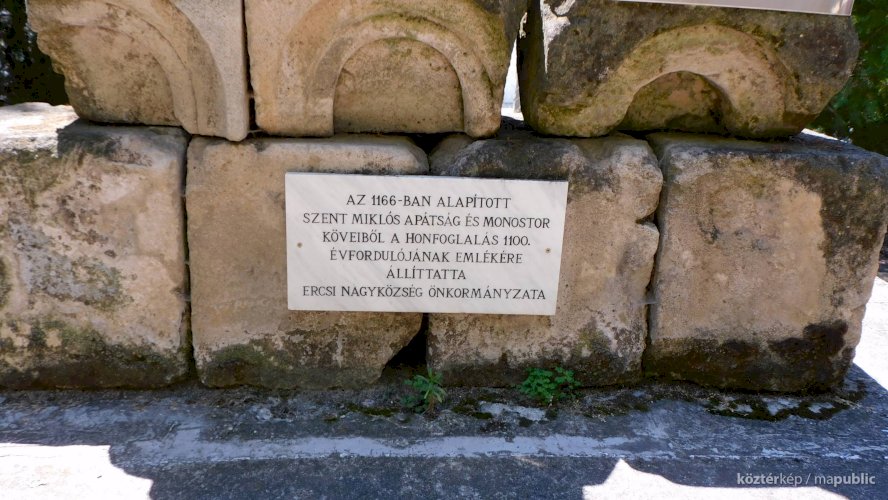 AZ 1166-BAN ALAPÍTOTT
SZENT MIKLÓS APÁTSÁG ÉS MONOSTOR
KÖVEIBŐL A HONFOGLALÁS 1100.
ÉVFORDULÓJÁNAK EMLÉKÉRE
ÁLLÍTTATTA
ERCSI NAGYKÖZSÉG ÖNKORMÁNYZATA
köztérkép / mapublic